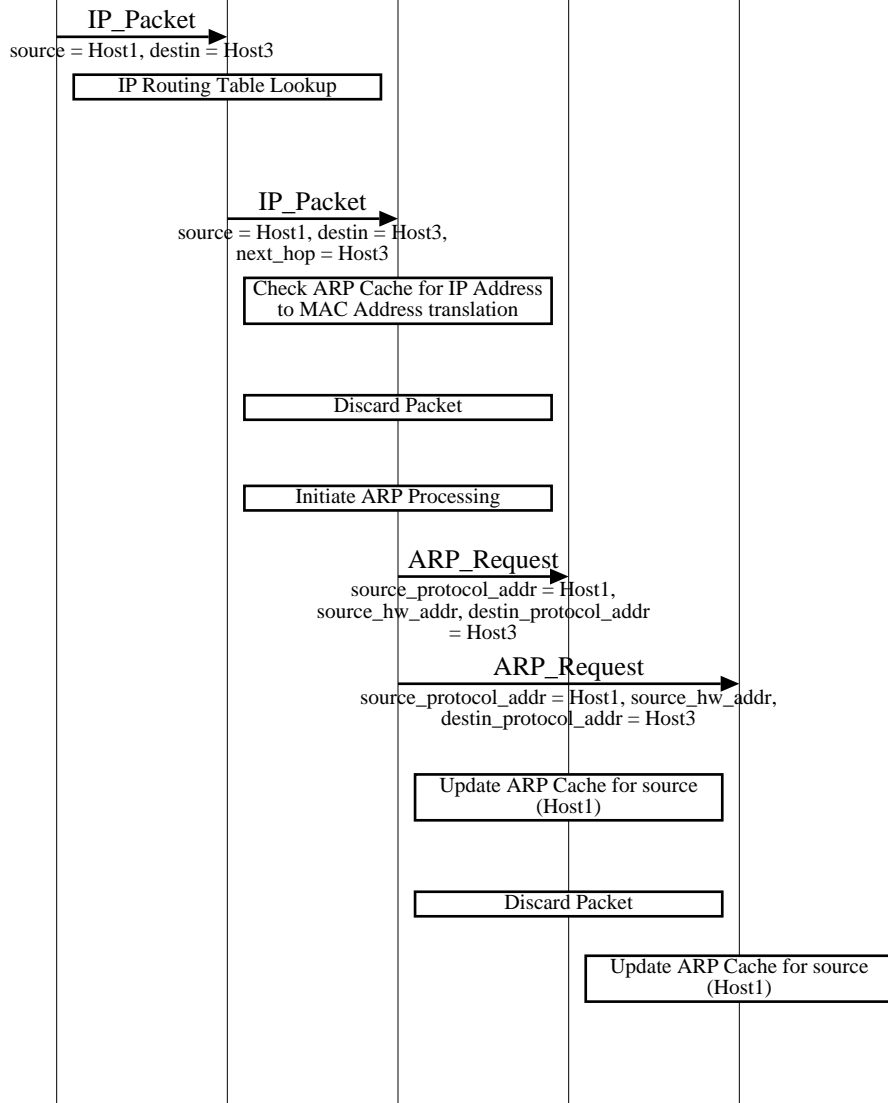 IP_Packet
source = Host1, destin = Host3
IP Routing Table Lookup
IP_Packet
source = Host1, destin = Host3,
next_hop = Host3
Check ARP Cache for IP Address
to MAC Address translation
Discard Packet
Initiate ARP Processing
ARP_Request
source_protocol_addr = Host1,
source_hw_addr, destin_protocol_addr
= Host3
ARP_Request
source_protocol_addr = Host1, source_hw_addr,
destin_protocol_addr = Host3
Update ARP Cache for source
(Host1)
Discard Packet
Update ARP Cache for source
(Host1)